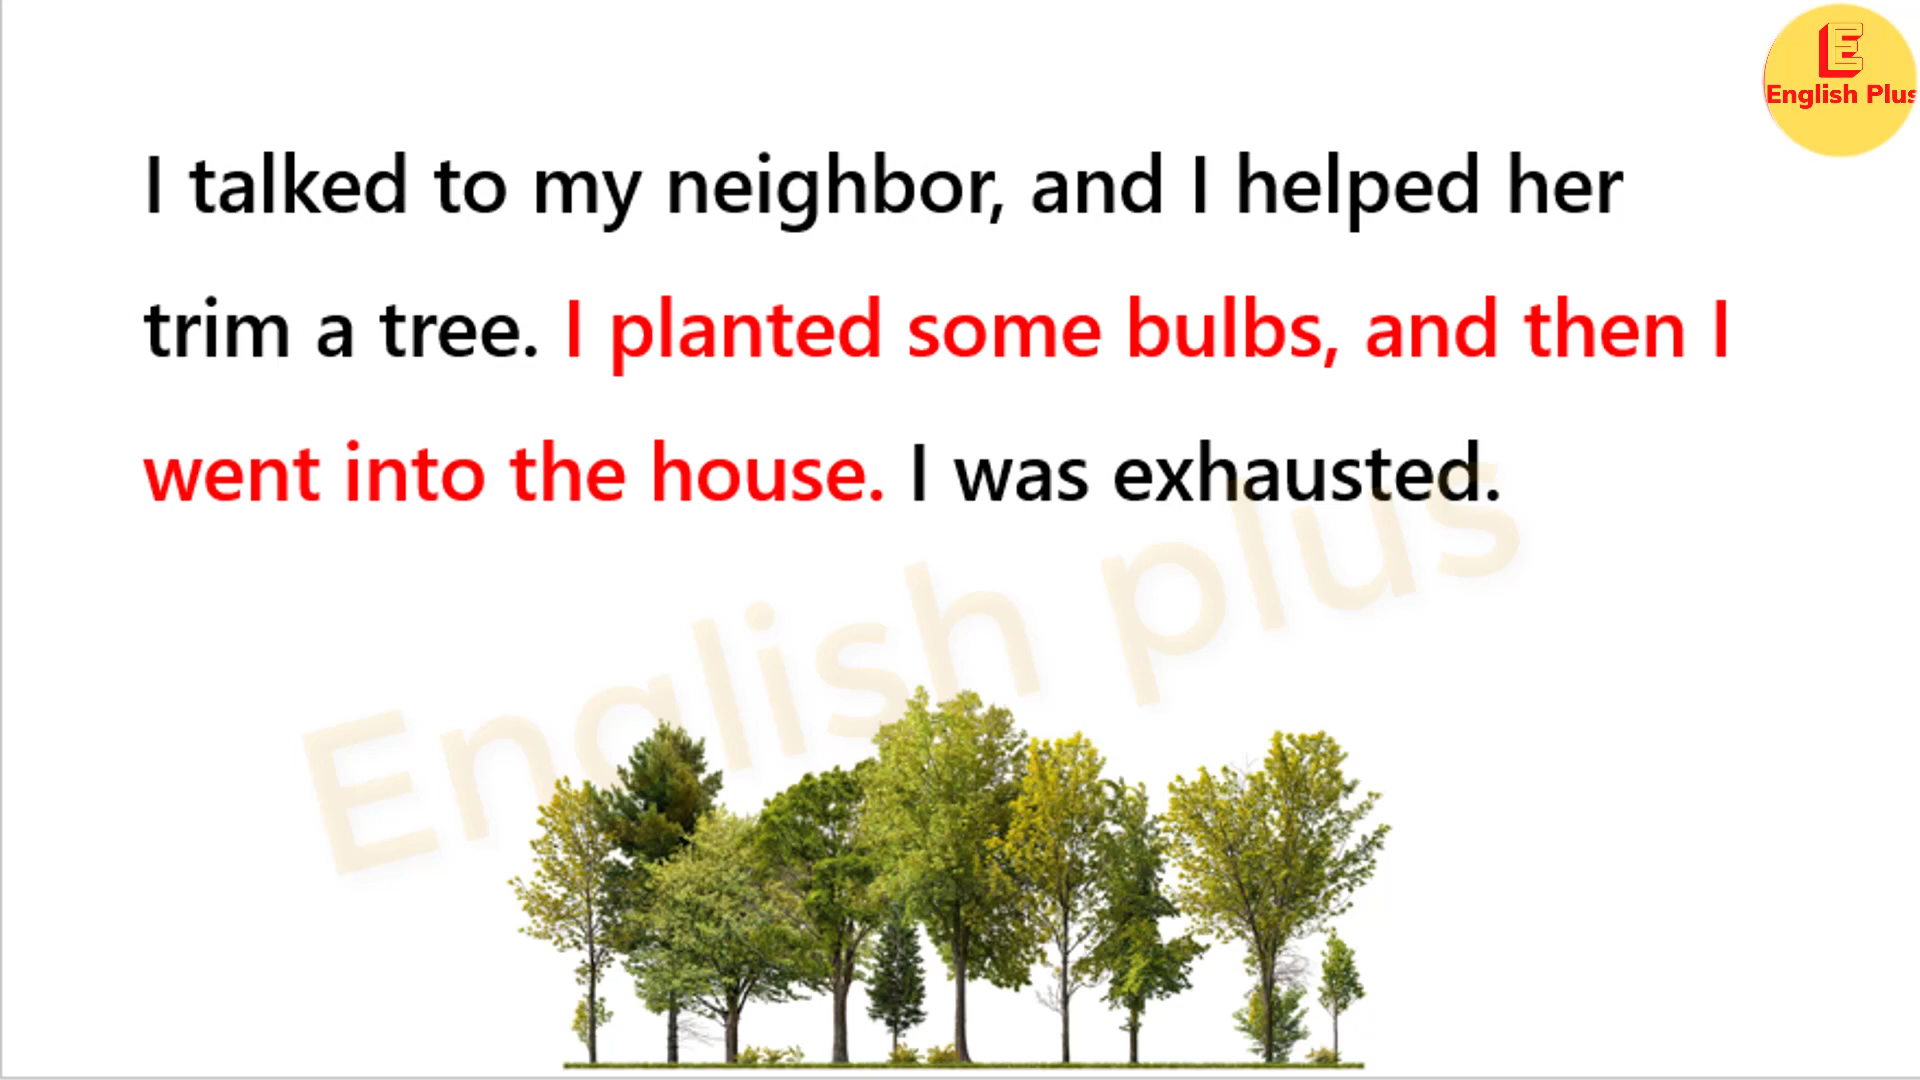 E
English Plus
I talked to my neighbor, and I helped her
trim a tree. I planted some bulbs, and then I
went into the house. I was exhausted.
English plus